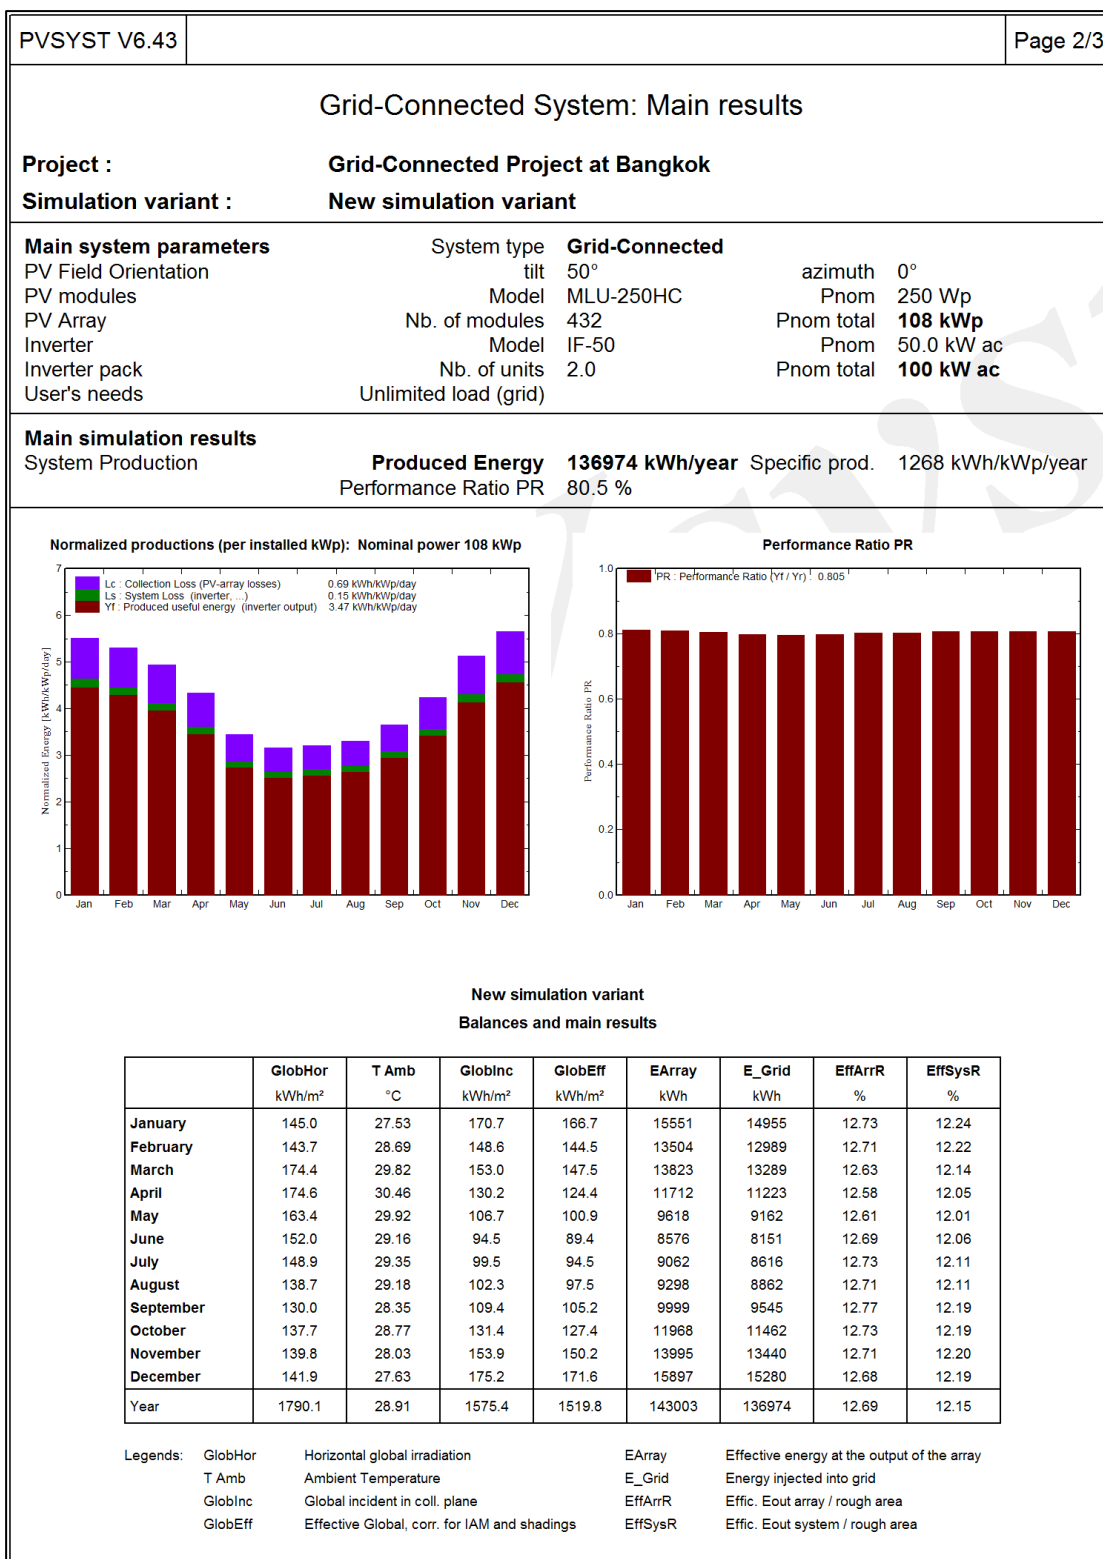 PVSYST V6.43
Page 2/3
Grid-Connected System: Main results
Project : Grid-Connected Project at Bangkok
Simulation variant : New simulation variant
Main system parameters System type Grid-Connected
PV Field Orientation tilt 50° azimuth 0°
PV modules Model MLU-250HC Pnom 250 Wp
PV Array Nb. of modules 432 Pnom total 108 kWp
Inverter Model IF-50 Pnom 50.0 kW ac
Inverter pack Nb. of units 2.0 Pnom total 100 kW ac
User's needs Unlimited load (grid)
Main simulation results
System Production Produced Energy 136974 kWh/year Specific prod. 1268 kWh/kWp/year
Performance Ratio PR 80.5 %
Normalized productions (per installed kWp): Nominal power 108 kWp
Lc : Collection Loss (PV-array losses) 0.69 kWh/kWp/day
Ls : System Loss (inverter, ...) 0.15 kWh/kWp/day
Yf : Produced useful energy (inverter output) 3.47 kWh/kWp/day
7
6
5
4
3
2
1
0
Normalized Energy [kWh/kWp/day]
Jan Feb Mar Apr May Jun Jul Aug Sep Oct Nov Dec
Performance Ratio PR
PR : Performance Ratio (Yf / Yr) : 0.805
1.0
0.8
0.6
0.4
0.2
0.0
Performance Ratio PR
Jan Feb Mar Apr May Jun Jul Aug Sep Oct Nov Dec
New simulation variant
Balances and main results
GlobHor T Amb GlobInc GlobEff EArray E_Grid EffArrR EffSysR
kWh/m² °C kWh/m² kWh/m² kWh kWh % %
January 145.0 27.53 170.7 166.7 15551 14955 12.73 12.24
February 143.7 28.69 148.6 144.5 13504 12989 12.71 12.22
March 174.4 29.82 153.0 147.5 13823 13289 12.63 12.14
April 174.6 30.46 130.2 124.4 11712 11223 12.58 12.05
May 163.4 29.92 106.7 100.9 9618 9162 12.61 12.01
June 152.0 29.16 94.5 89.4 8576 8151 12.69 12.06
July 148.9 29.35 99.5 94.5 9062 8616 12.73 12.11
August 138.7 29.18 102.3 97.5 9298 8862 12.71 12.11
September 130.0 28.35 109.4 105.2 9999 9545 12.77 12.19
October 137.7 28.77 131.4 127.4 11968 11462 12.73 12.19
November 139.8 28.03 153.9 150.2 13995 13440 12.71 12.20
December 141.9 27.63 175.2 171.6 15897 15280 12.68 12.19
Year 1790.1 28.91 1575.4 1519.8 143003 136974 12.69 12.15
Legends: GlobHor Horizontal global irradiation EArray Effective energy at the output of the array
T Amb Ambient Temperature E_Grid Energy injected into grid
GlobInc Global incident in coll. plane EffArrR Effic. Eout array / rough area
GlobEff Effective Global, corr. for IAM and shadings EffSysR Effic. Eout system / rough area